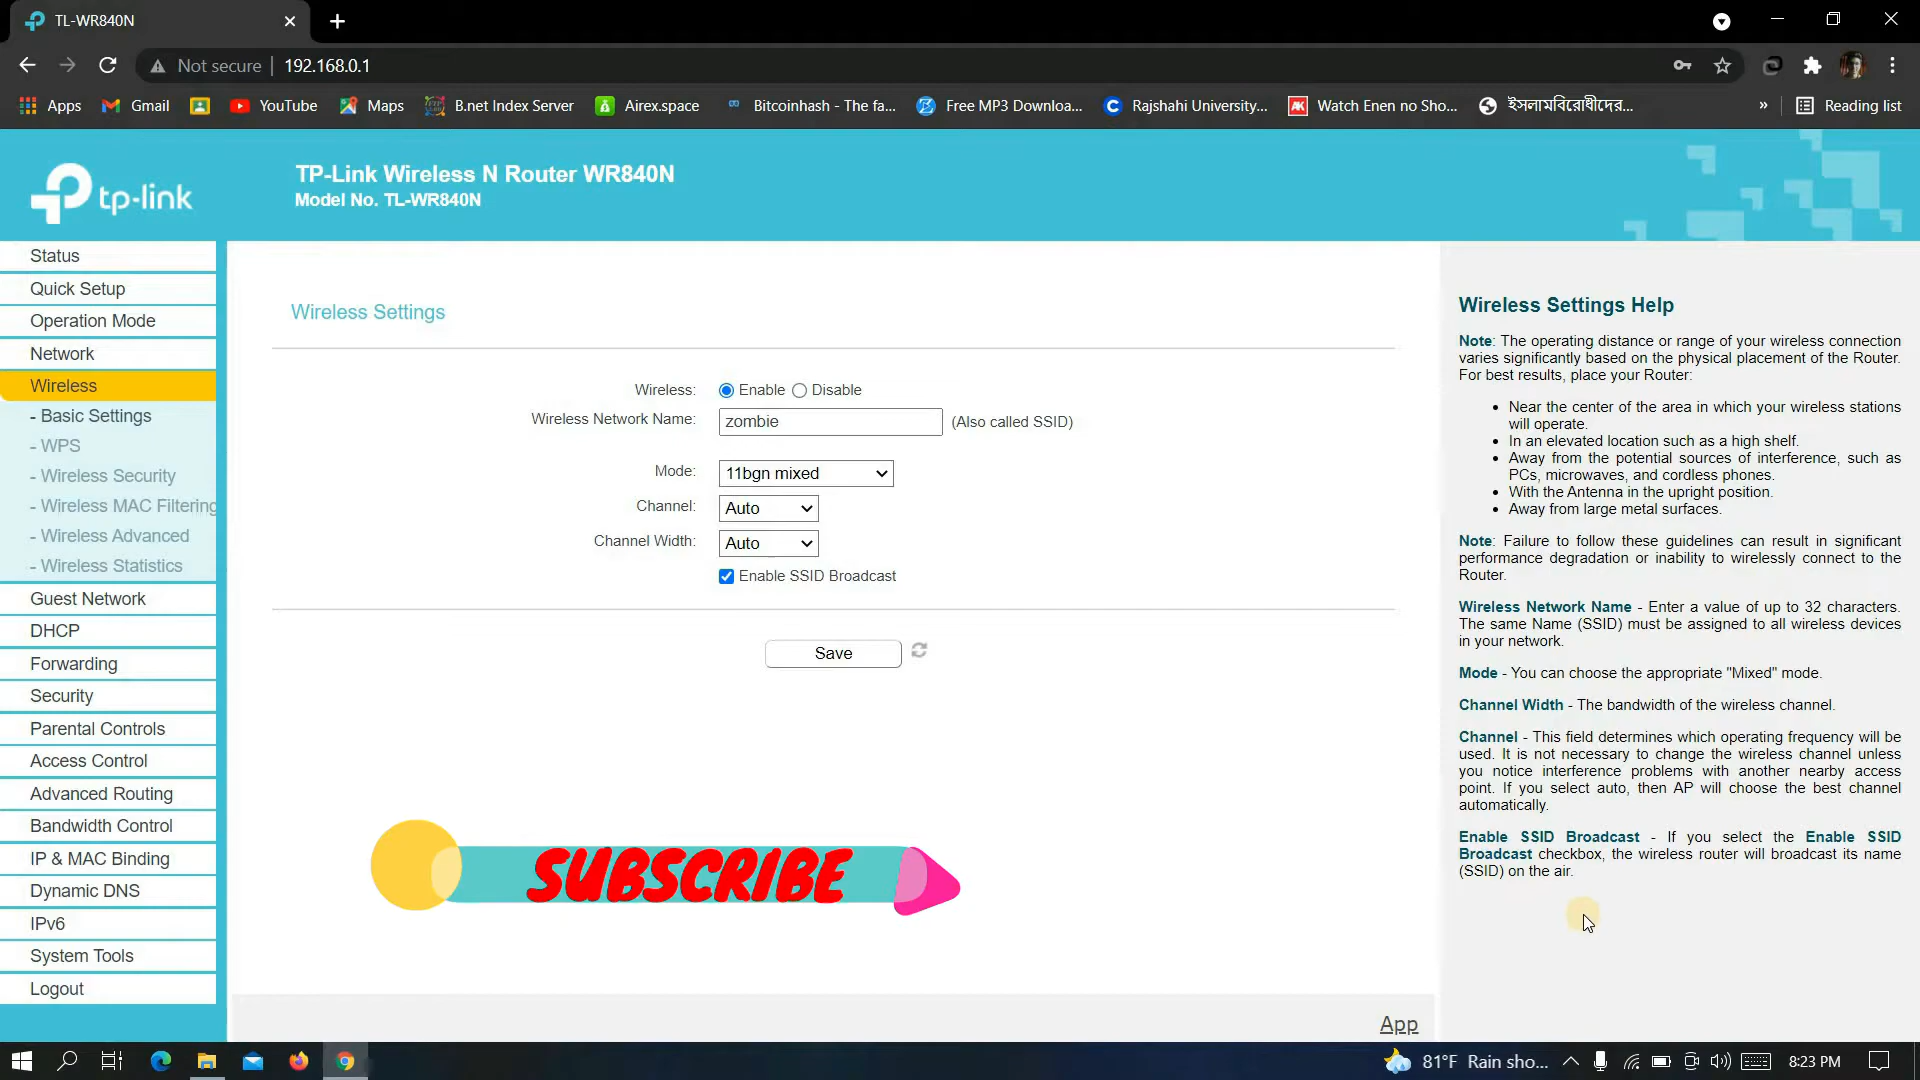 TL-WR840N
Not secure
192.168.0.1
Apps
Gmail
YouTube
Maps
B.net Index Server
Airex.space
Bitcoinhash - The fa...
Free MP3 Downloa...
Rajshahi University...
Watch Enen no Sho...
ইসলামবিরোধীদের...
»
Reading list
tp-link
TP-Link Wireless N Router WR840N
Model No. TL-WR840N
Status
Quick Setup
Operation Mode
Network
Wireless
- Basic Settings
- WPS
- Wireless Security
- Wireless MAC Filtering
- Wireless Advanced
- Wireless Statistics
Guest Network
DHCP
Forwarding
Security
Parental Controls
Access Control
Advanced Routing
Bandwidth Control
IP & MAC Binding
Dynamic DNS
IPv6
System Tools
Logout
Wireless Settings
Wireless: Enable Disable
Wireless Network Name: zombie (Also called SSID)
Mode: 11bgn mixed
Channel: Auto
Channel Width: Auto
Enable SSID Broadcast
Save
SUBSCRIBE
App
Wireless Settings Help
Note: The operating distance or range of your wireless connection
varies significantly based on the physical placement of the Router.
For best results, place your Router:
• Near the center of the area in which your wireless stations
will operate.
• In an elevated location such as a high shelf.
• Away from the potential sources of interference, such as
PCs, microwaves, and cordless phones.
• With the Antenna in the upright position.
• Away from large metal surfaces.
Note: Failure to follow these guidelines can result in significant
performance degradation or inability to wirelessly connect to the
Router.
Wireless Network Name - Enter a value of up to 32 characters.
The same Name (SSID) must be assigned to all wireless devices
in your network.
Mode - You can choose the appropriate "Mixed" mode.
Channel Width - The bandwidth of the wireless channel.
Channel - This field determines which operating frequency will be
used. It is not necessary to change the wireless channel unless
you notice interference problems with another nearby access
point. If you select auto, then AP will choose the best channel
automatically.
Enable SSID Broadcast - If you select the Enable SSID
Broadcast checkbox, the wireless router will broadcast its name
(SSID) on the air.
81°F Rain sho...
8:23 PM